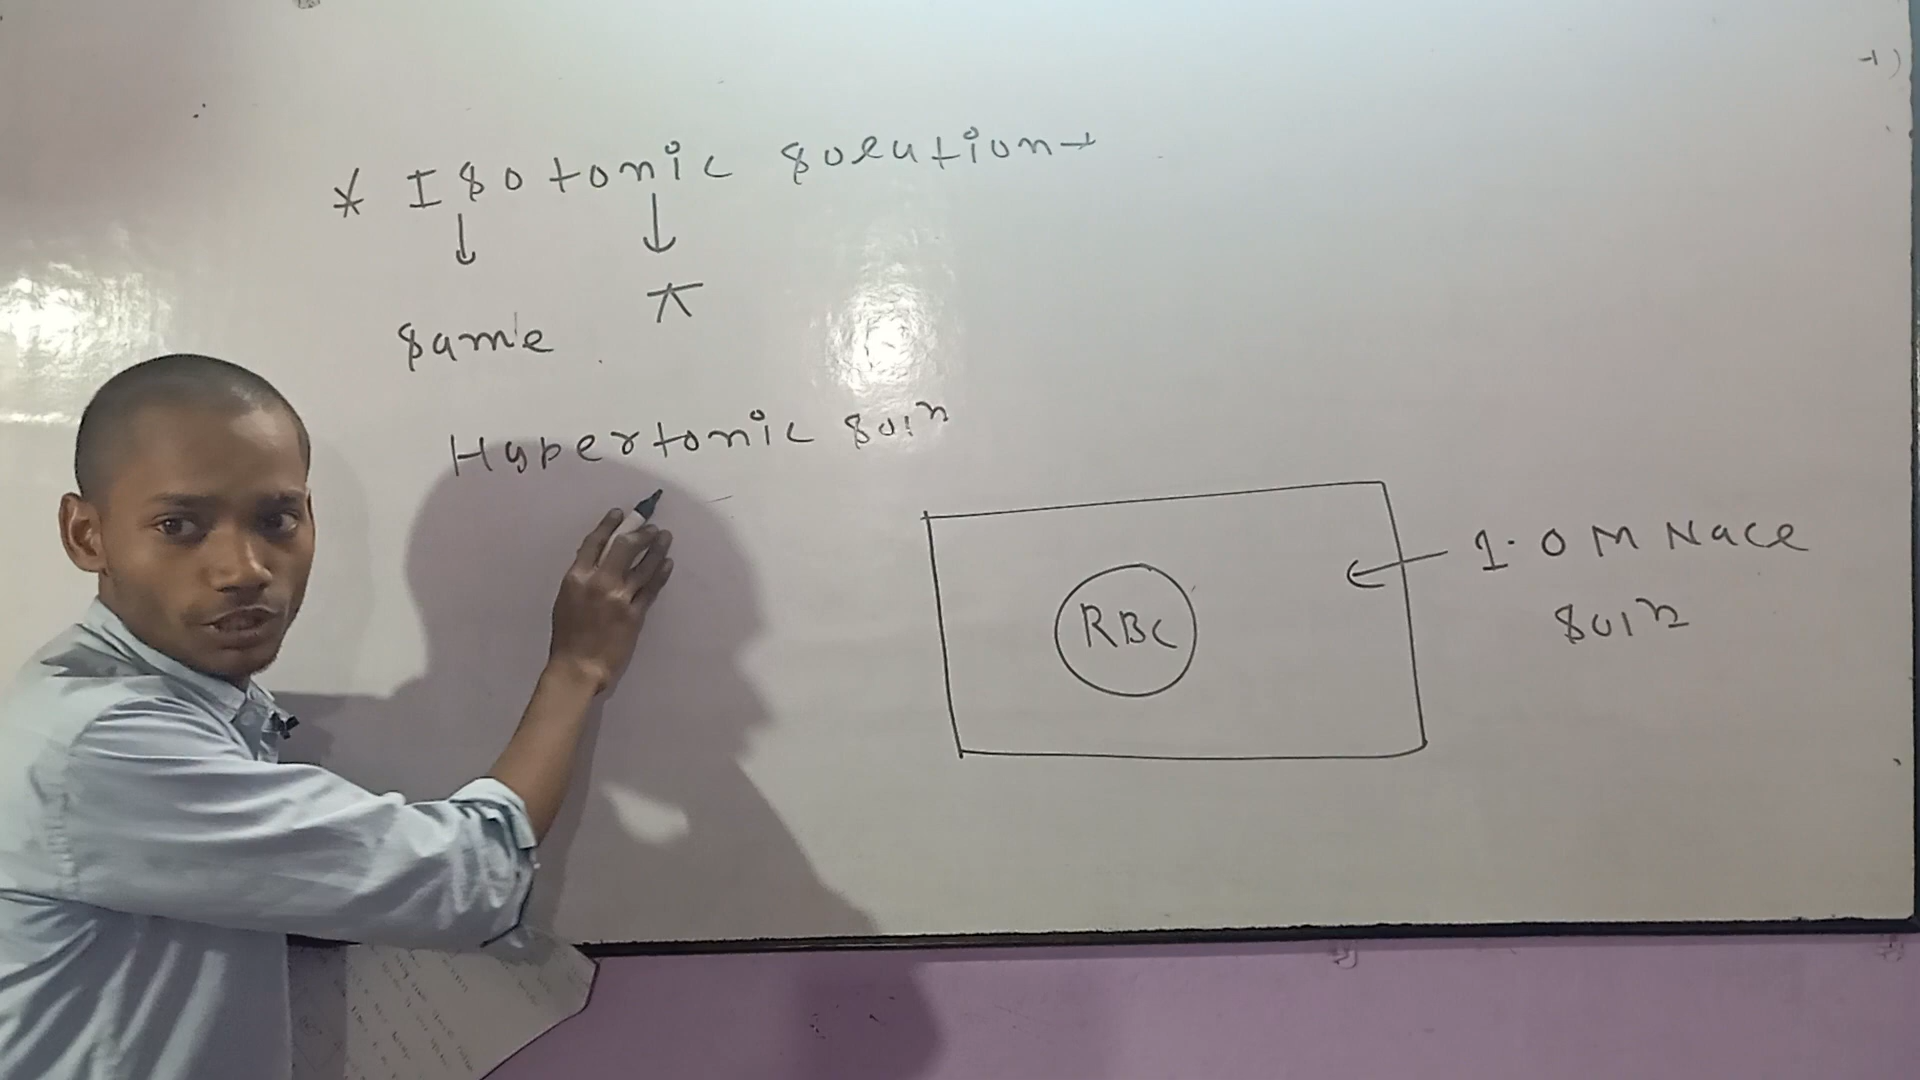 * Isotonic solution →
↓ ↓
same π
Hypertonic solⁿ
RBC
← 1.0 M NaCl
solⁿ